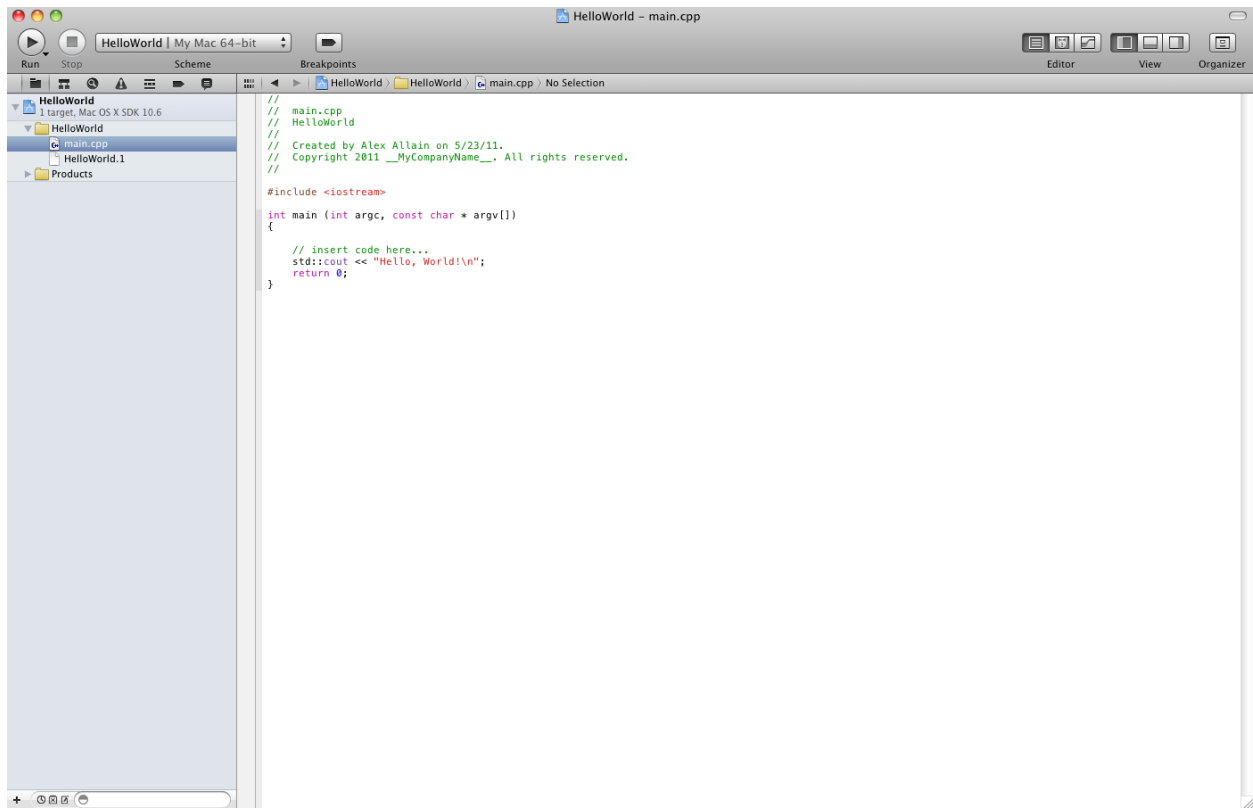 HelloWorld – main.cpp
HelloWorld | My Mac 64-bit
Run Stop Scheme Breakpoints Editor View Organizer
HelloWorld 〉 HelloWorld 〉 main.cpp 〉 No Selection
HelloWorld
1 target, Mac OS X SDK 10.6
HelloWorld
main.cpp
HelloWorld.1
Products
//
//  main.cpp
//  HelloWorld
//
//  Created by Alex Allain on 5/23/11.
//  Copyright 2011 __MyCompanyName__. All rights reserved.
//
#include <iostream>
int main (int argc, const char * argv[])
{
    // insert code here...
    std::cout << "Hello, World!\n";
    return 0;
}